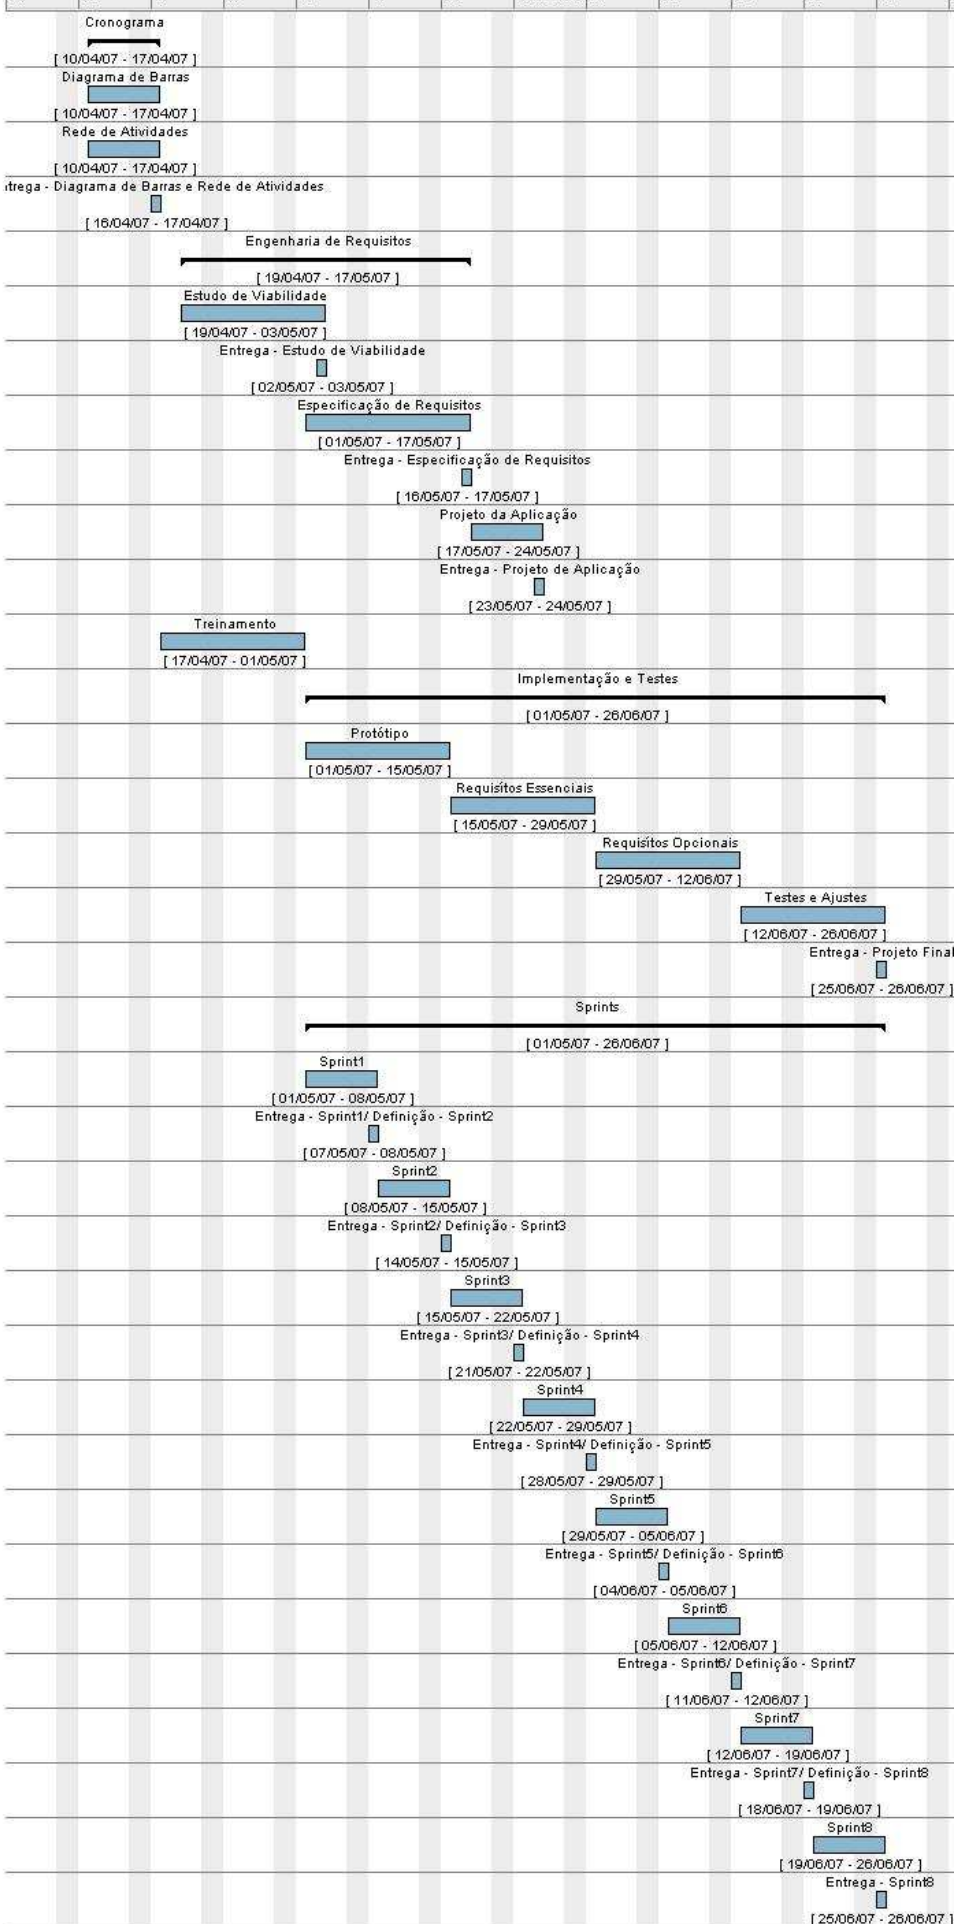 Cronograma
[ 10/04/07 - 17/04/07 ]
Diagrama de Barras
[ 10/04/07 - 17/04/07 ]
Rede de Atividades
[ 10/04/07 - 17/04/07 ]
trega - Diagrama de Barras e Rede de Atividades
[ 16/04/07 - 17/04/07 ]
Engenharia de Requisitos
[ 19/04/07 - 17/05/07 ]
Estudo de Viabilidade
[ 19/04/07 - 03/05/07 ]
Entrega - Estudo de Viabilidade
[ 02/05/07 - 03/05/07 ]
Especificação de Requisitos
[ 01/05/07 - 17/05/07 ]
Entrega - Especificação de Requisitos
[ 16/05/07 - 17/05/07 ]
Projeto da Aplicação
[ 17/05/07 - 24/05/07 ]
Entrega - Projeto de Aplicação
[ 23/05/07 - 24/05/07 ]
Treinamento
[ 17/04/07 - 01/05/07 ]
Implementação e Testes
[ 01/05/07 - 26/06/07 ]
Protótipo
[ 01/05/07 - 15/05/07 ]
Requisítos Essenciais
[ 15/05/07 - 29/05/07 ]
Requisítos Opcionais
[ 29/05/07 - 12/06/07 ]
Testes e Ajustes
[ 12/06/07 - 26/06/07 ]
Entrega - Projeto Final
[ 25/06/07 - 26/06/07 ]
Sprints
[ 01/05/07 - 26/06/07 ]
Sprint1
[ 01/05/07 - 08/05/07 ]
Entrega - Sprint1/ Definição - Sprint2
[ 07/05/07 - 08/05/07 ]
Sprint2
[ 08/05/07 - 15/05/07 ]
Entrega - Sprint2/ Definição - Sprint3
[ 14/05/07 - 15/05/07 ]
Sprint3
[ 15/05/07 - 22/05/07 ]
Entrega - Sprint3/ Definição - Sprint4
[ 21/05/07 - 22/05/07 ]
Sprint4
[ 22/05/07 - 29/05/07 ]
Entrega - Sprint4/ Definição - Sprint5
[ 28/05/07 - 29/05/07 ]
Sprint5
[ 29/05/07 - 05/06/07 ]
Entrega - Sprint5/ Definição - Sprint6
[ 04/06/07 - 05/06/07 ]
Sprint6
[ 05/06/07 - 12/06/07 ]
Entrega - Sprint6/ Definição - Sprint7
[ 11/06/07 - 12/06/07 ]
Sprint7
[ 12/06/07 - 19/06/07 ]
Entrega - Sprint7/ Definição - Sprint8
[ 18/06/07 - 19/06/07 ]
Sprint8
[ 19/06/07 - 26/06/07 ]
Entrega - Sprint8
[ 25/06/07 - 26/06/07 ]